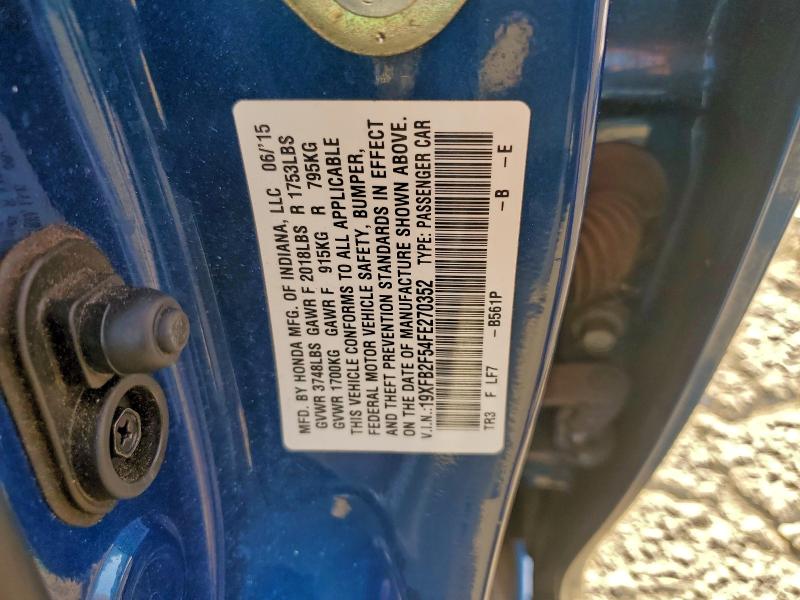 MFD. BY HONDA MFG. OF INDIANA, LLC 06/'15
GVWR 3748LBS GAWR F 2018LBS R 1753LBS
GVWR 1700KG GAWR F 915KG R 795KG
THIS VEHICLE CONFORMS TO ALL APPLICABLE
FEDERAL MOTOR VEHICLE SAFETY, BUMPER,
AND THEFT PREVENTION STANDARDS IN EFFECT
ON THE DATE OF MANUFACTURE SHOWN ABOVE.
V.I.N.:19XFB2F54FE270352 TYPE: PASSENGER CAR
TR3 F LF7 -B561P -B -E